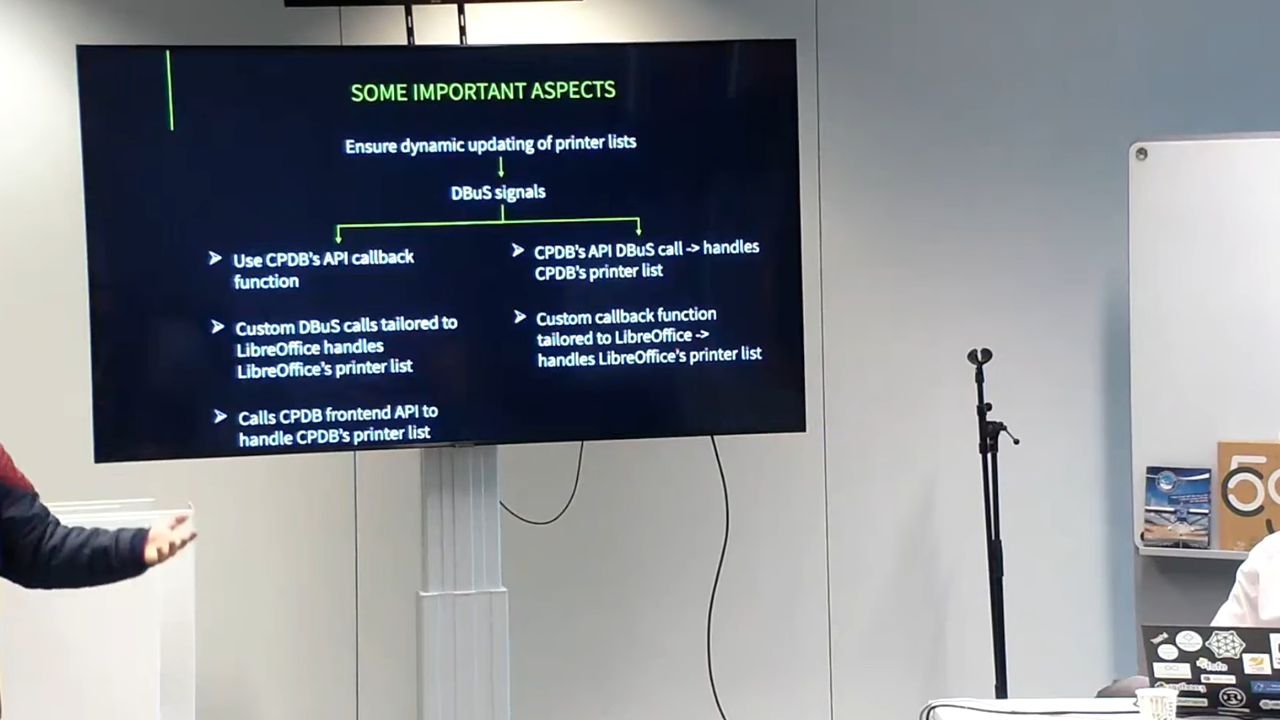 SOME IMPORTANT ASPECTS
Ensure dynamic updating of printer lists
DBuS signals
➢ Use CPDB's API callback
function
➢ Custom DBuS calls tailored to
LibreOffice handles
LibreOffice's printer list
➢ Calls CPDB frontend API to
handle CPDB's printer list
➢ CPDB's API DBuS call -> handles
CPDB's printer list
➢ Custom callback function
tailored to LibreOffice ->
handles LibreOffice's printer list